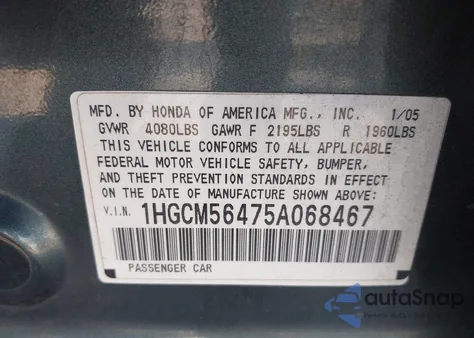 MFD. BY HONDA OF AMERICA MFG., INC. 1/05
GVWR 4080LBS GAWR F 2195LBS R 1960LBS
THIS VEHICLE CONFORMS TO ALL APPLICABLE
FEDERAL MOTOR VEHICLE SAFETY, BUMPER,
AND THEFT PREVENTION STANDARDS IN EFFECT
ON THE DATE OF MANUFACTURE SHOWN ABOVE.
V.I.N. 1HGCM56475A068467
PASSENGER CAR
autaSnap